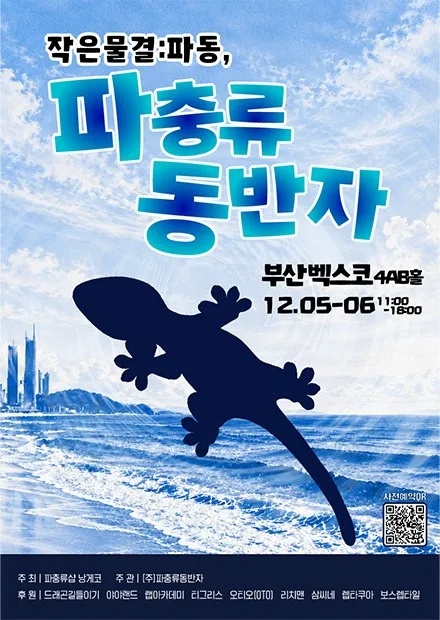 작은물결:파동,
파충류
동반자
부산벡스코 4AB홀
12.05-06 11:00
-16:00
사전예약QR
주 최 | 파충류샵 낭게코 주 관 | (주)파충류동반자
후 원 | 드래곤길들이기 야야랜드 랩아카데미 티그리스 오티오(OTO) 리치맨 삼씨네 렙타쿠아 보스렙타일